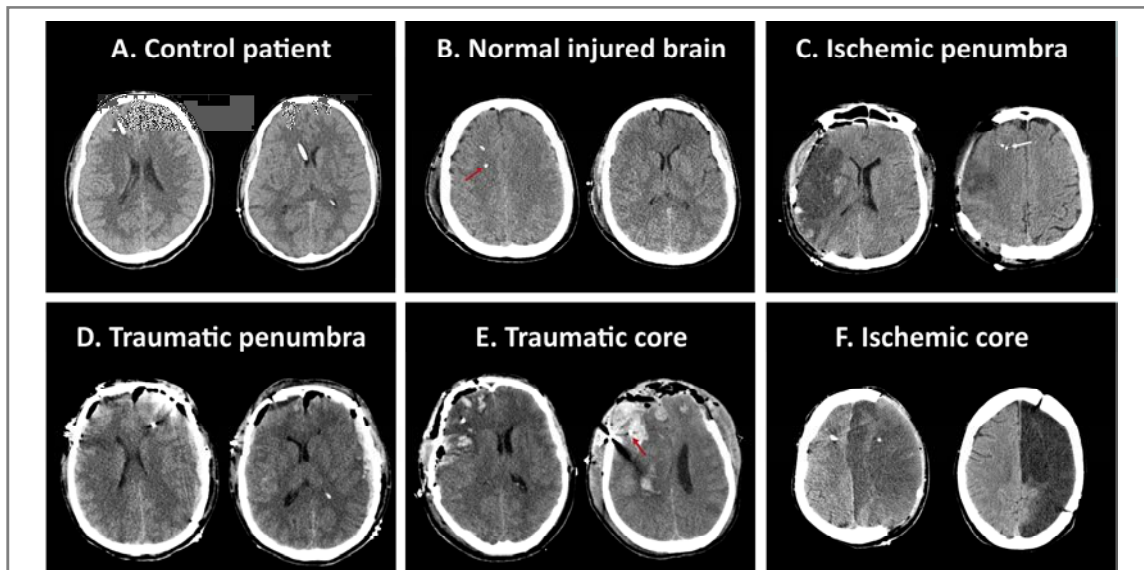 A. Control patient
B. Normal injured brain
C. Ischemic penumbra
D. Traumatic penumbra
E. Traumatic core
F. Ischemic core